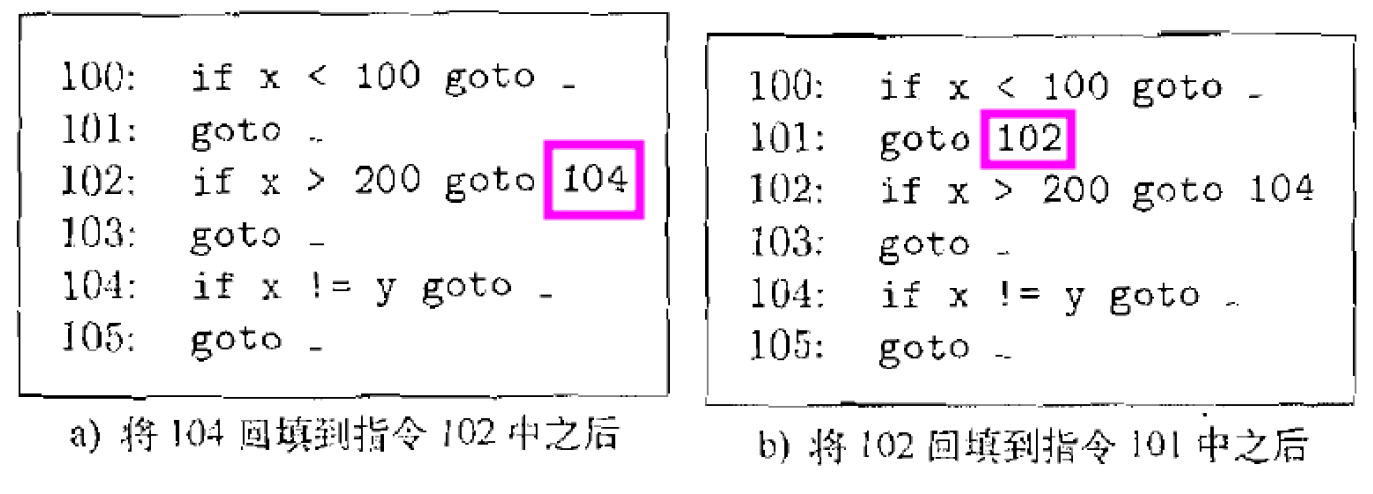 100: if x < 100 goto _
101: goto _
102: if x > 200 goto 104
103: goto _
104: if x != y goto _
105: goto _
a) 将 104 回填到指令 102 中之后
100: if x < 100 goto _
101: goto 102
102: if x > 200 goto 104
103: goto _
104: if x != y goto _
105: goto _
b) 将 102 回填到指令 101 中之后